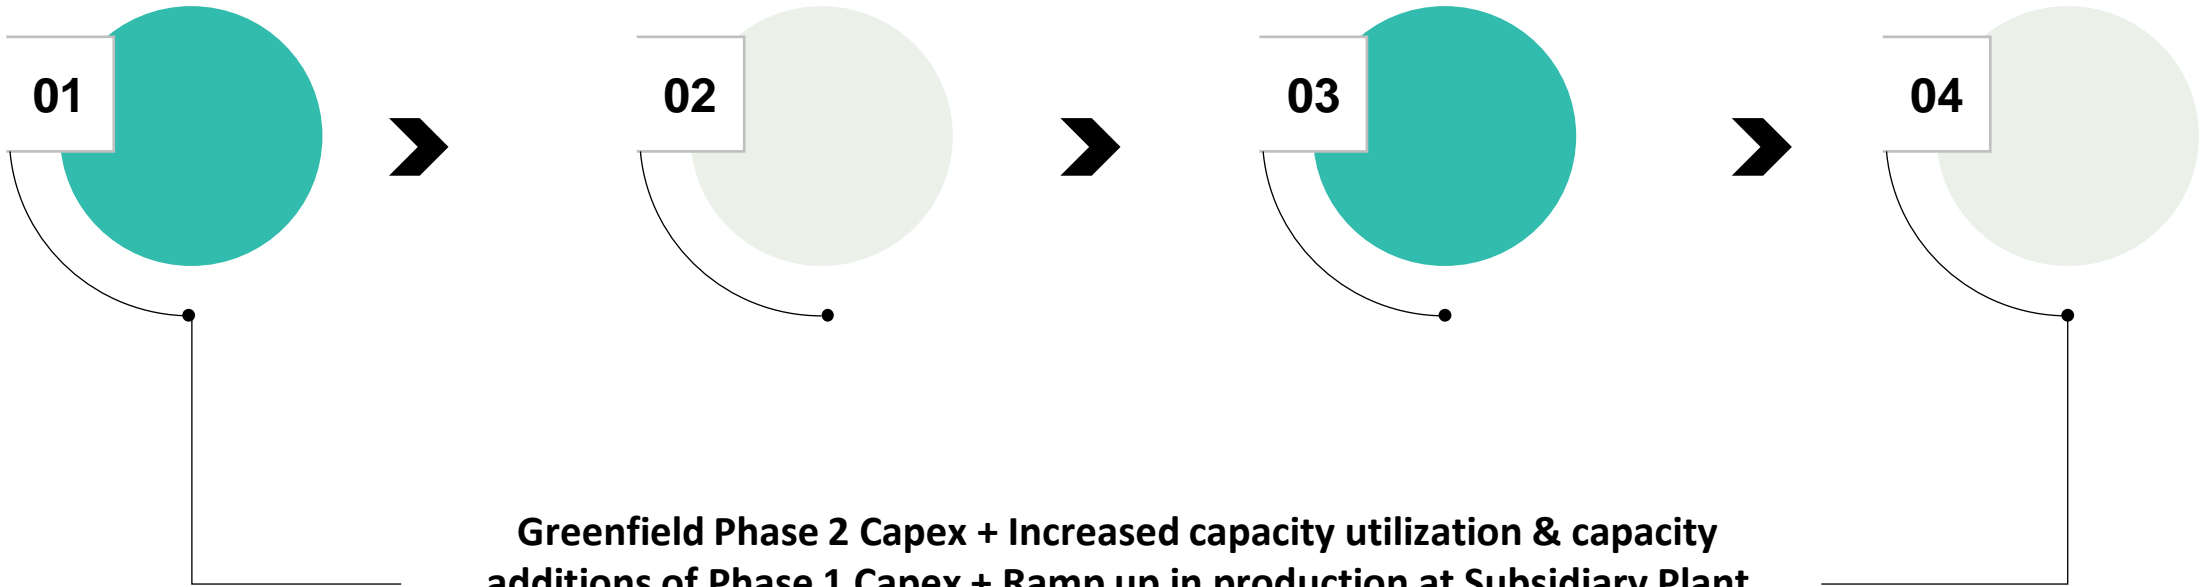 01
02
03
04
Greenfield Phase 2 Capex + Increased capacity utilization & capacity
additions of Phase 1 Capex + Ramp up in production at Subsidiary Plant